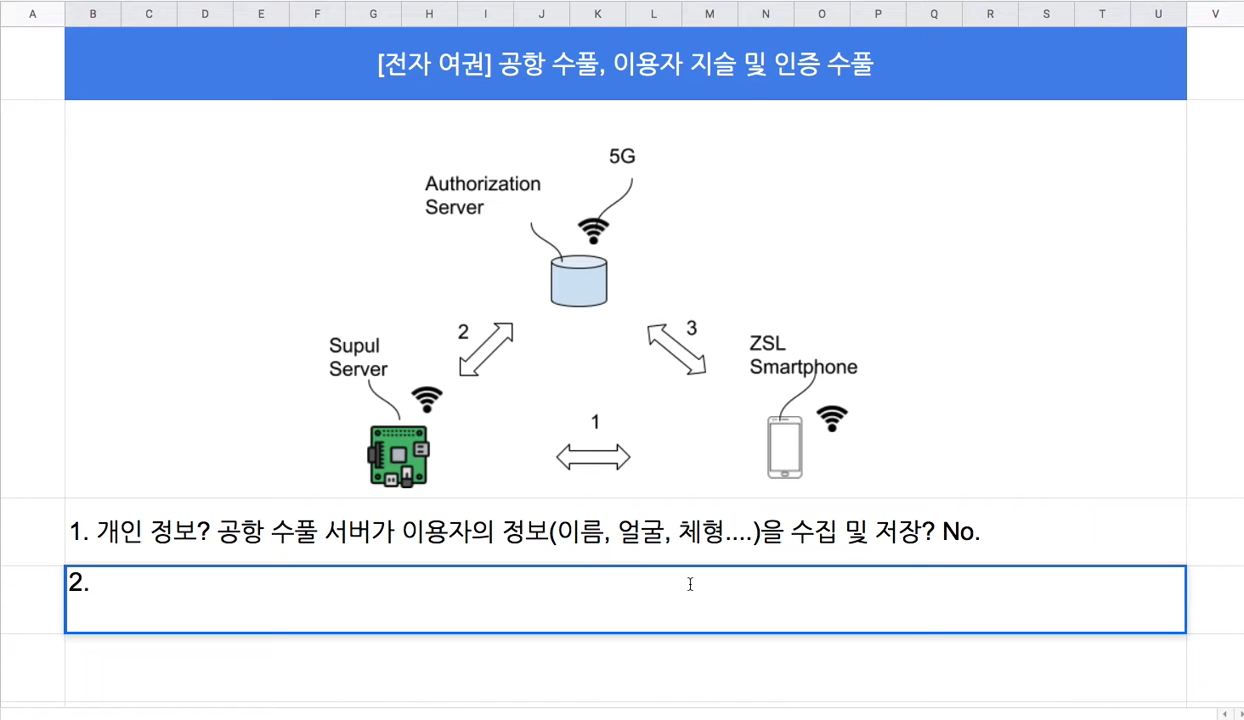 A B C D E F G H I J K L M N O P Q R S T U V
[전자 여권] 공항 수풀, 이용자 지슬 및 인증 수풀
5G
Authorization
Server
2
3
Supul
Server
ZSL
Smartphone
1
1. 개인 정보? 공항 수풀 서버가 이용자의 정보(이름, 얼굴, 체형....)을 수집 및 저장? No.
2.